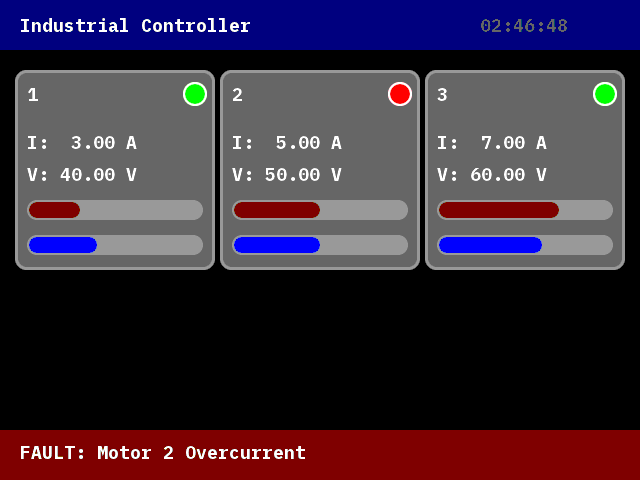 Industrial Controller 02:46:48
1 2 3
I:  3.00 A I:  5.00 A I:  7.00 A
V: 40.00 V V: 50.00 V V: 60.00 V
FAULT: Motor 2 Overcurrent